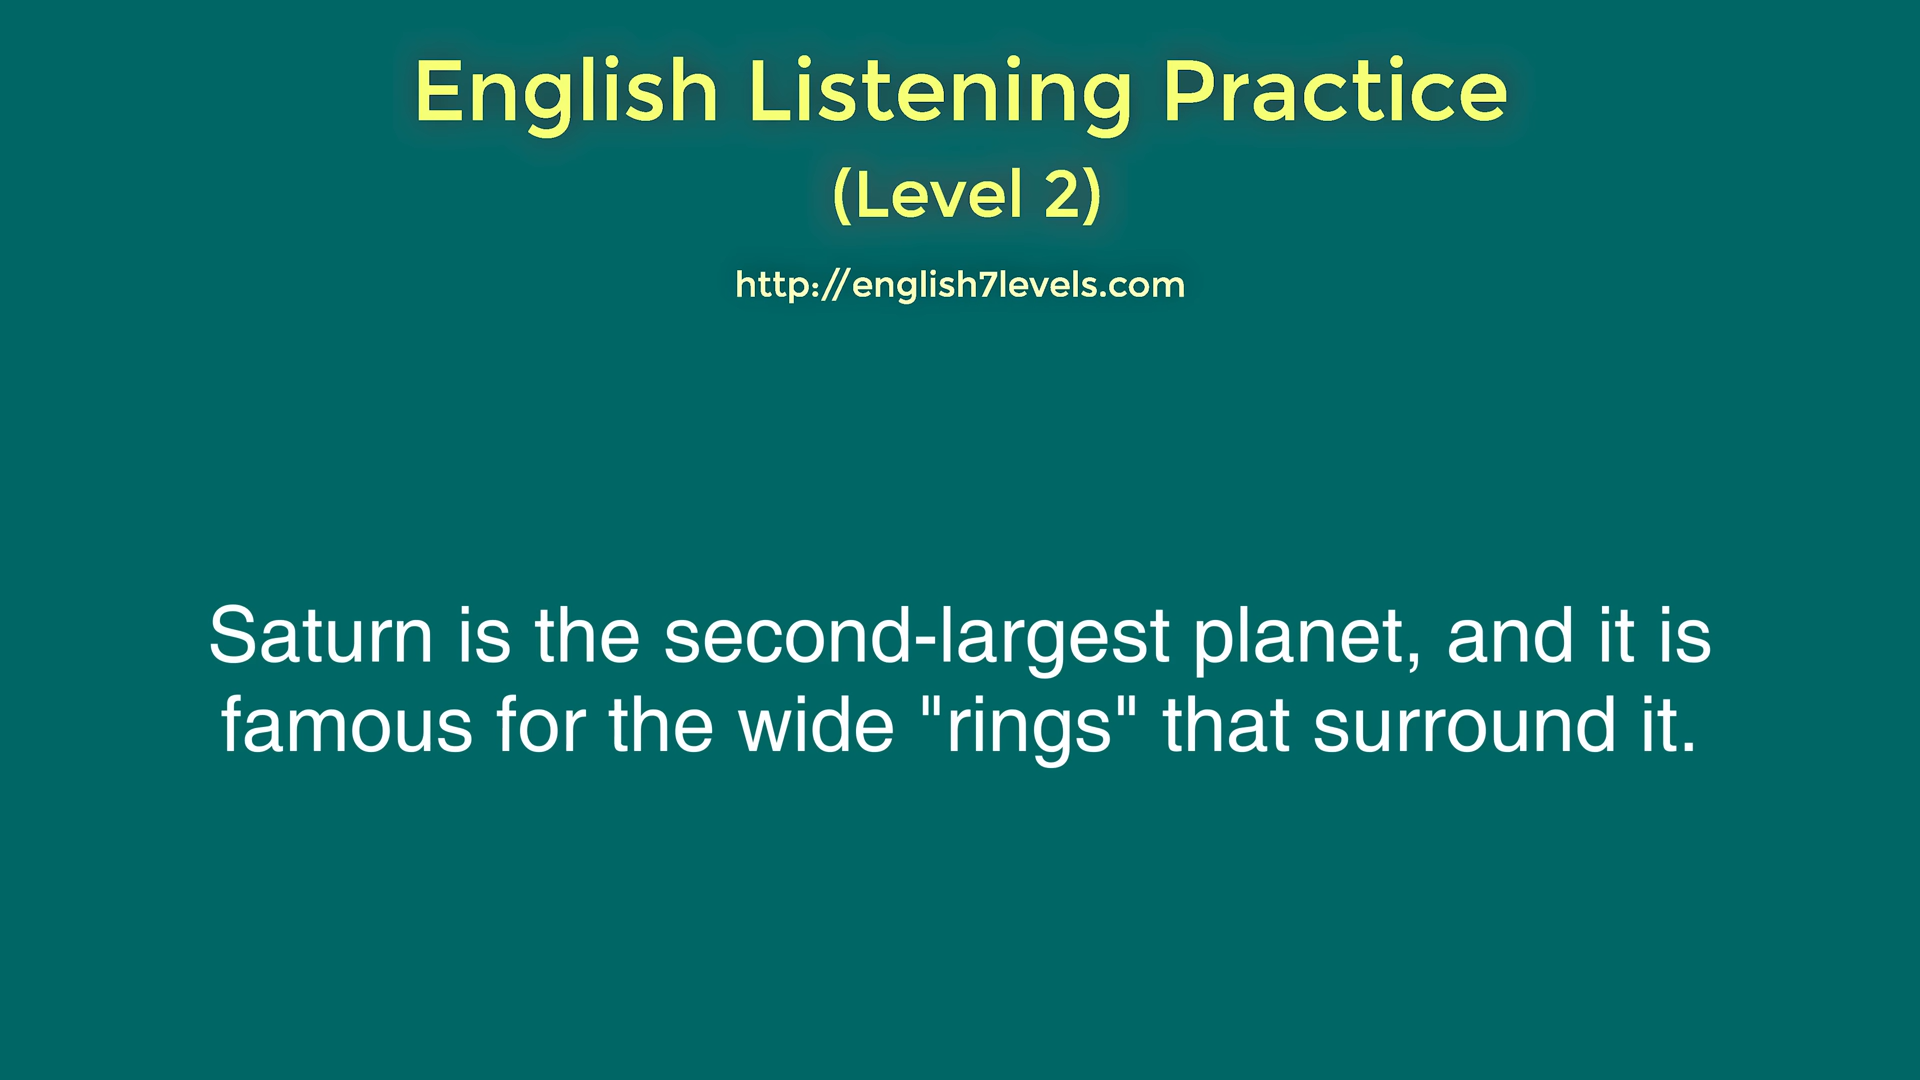 English Listening Practice
(Level 2)
http://english7levels.com
Saturn is the second-largest planet, and it is
famous for the wide "rings" that surround it.